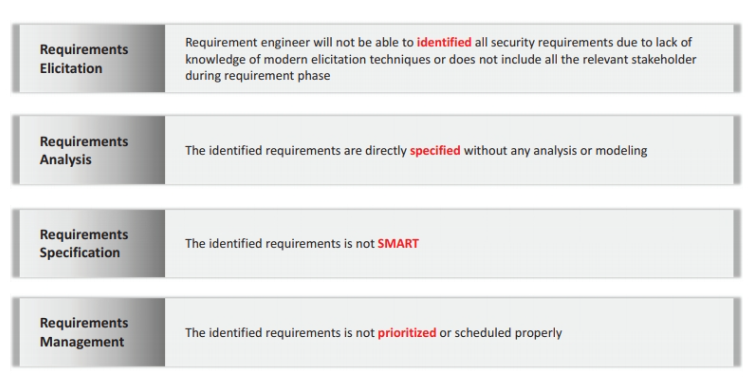 Requirements
Elicitation
Requirement engineer will not be able to identified all security requirements due to lack of
knowledge of modern elicitation techniques or does not include all the relevant stakeholder
during requirement phase
Requirements
Analysis
The identified requirements are directly specified without any analysis or modeling
Requirements
Specification
The identified requirements is not SMART
Requirements
Management
The identified requirements is not prioritized or scheduled properly